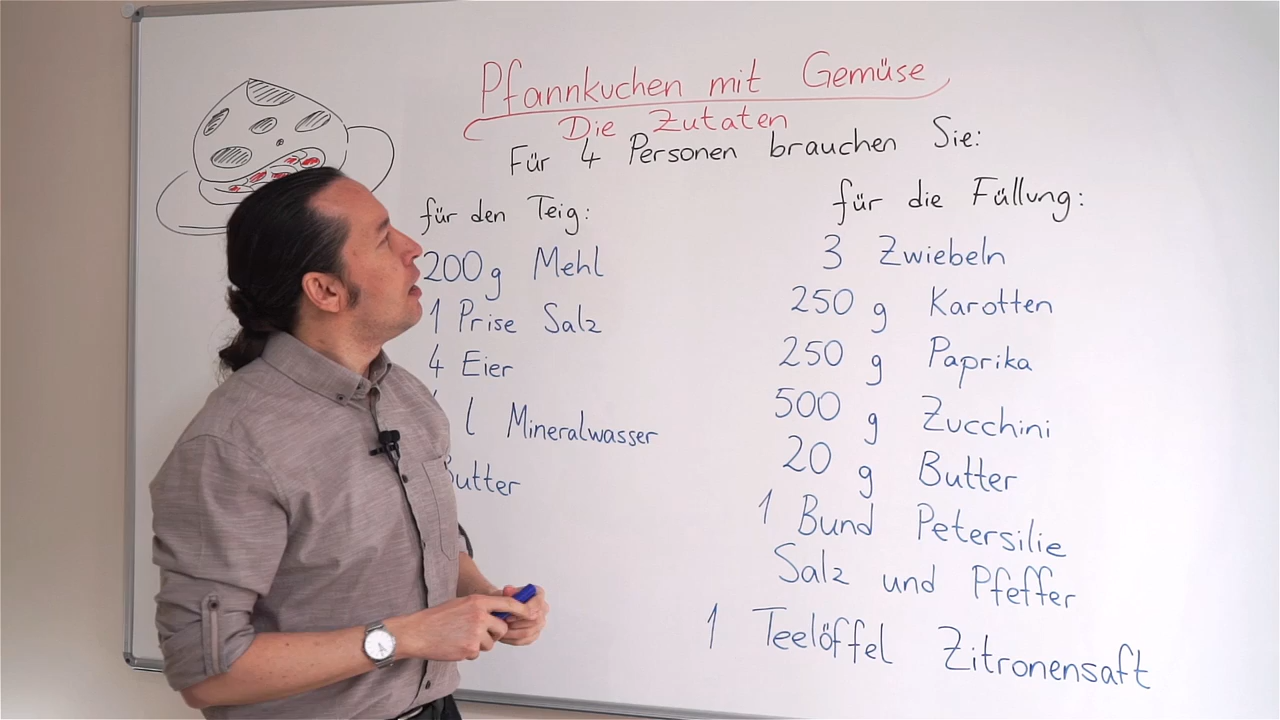 Pfannkuchen mit Gemüse
Die Zutaten
Für 4 Personen brauchen Sie:
für den Teig:
200 g Mehl
1 Prise Salz
4 Eier
l Mineralwasser
Butter
für die Füllung:
3 Zwiebeln
250 g Karotten
250 g Paprika
500 g Zucchini
20 g Butter
1 Bund Petersilie
Salz und Pfeffer
1 Teelöffel Zitronensaft